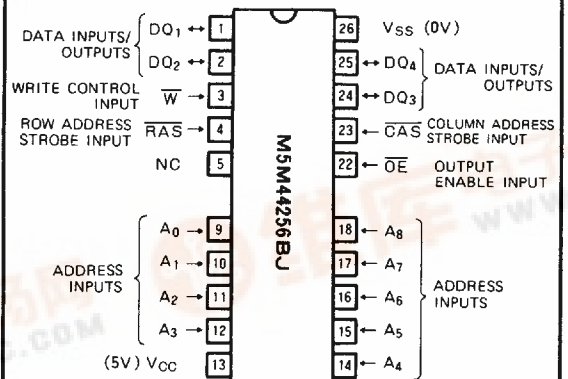 DATA INPUTS/
OUTPUTS
DQ1 ↔ 1
DQ2 ↔ 2
WRITE CONTROL
INPUT
W̅ → 3
ROW ADDRESS
STROBE INPUT
R̅A̅S̅ → 4
NC 5
ADDRESS
INPUTS
A0 → 9
A1 → 10
A2 → 11
A3 → 12
(5V) VCC 13
M5M44256BJ
26 VSS (0V)
25 ↔ DQ4
24 ↔ DQ3
DATA INPUTS/
OUTPUTS
23 ← C̅A̅S̅ COLUMN ADDRESS
STROBE INPUT
22 ← O̅E̅ OUTPUT
ENABLE INPUT
18 ← A8
17 ← A7
16 ← A6
15 ← A5
14 ← A4
ADDRESS
INPUTS